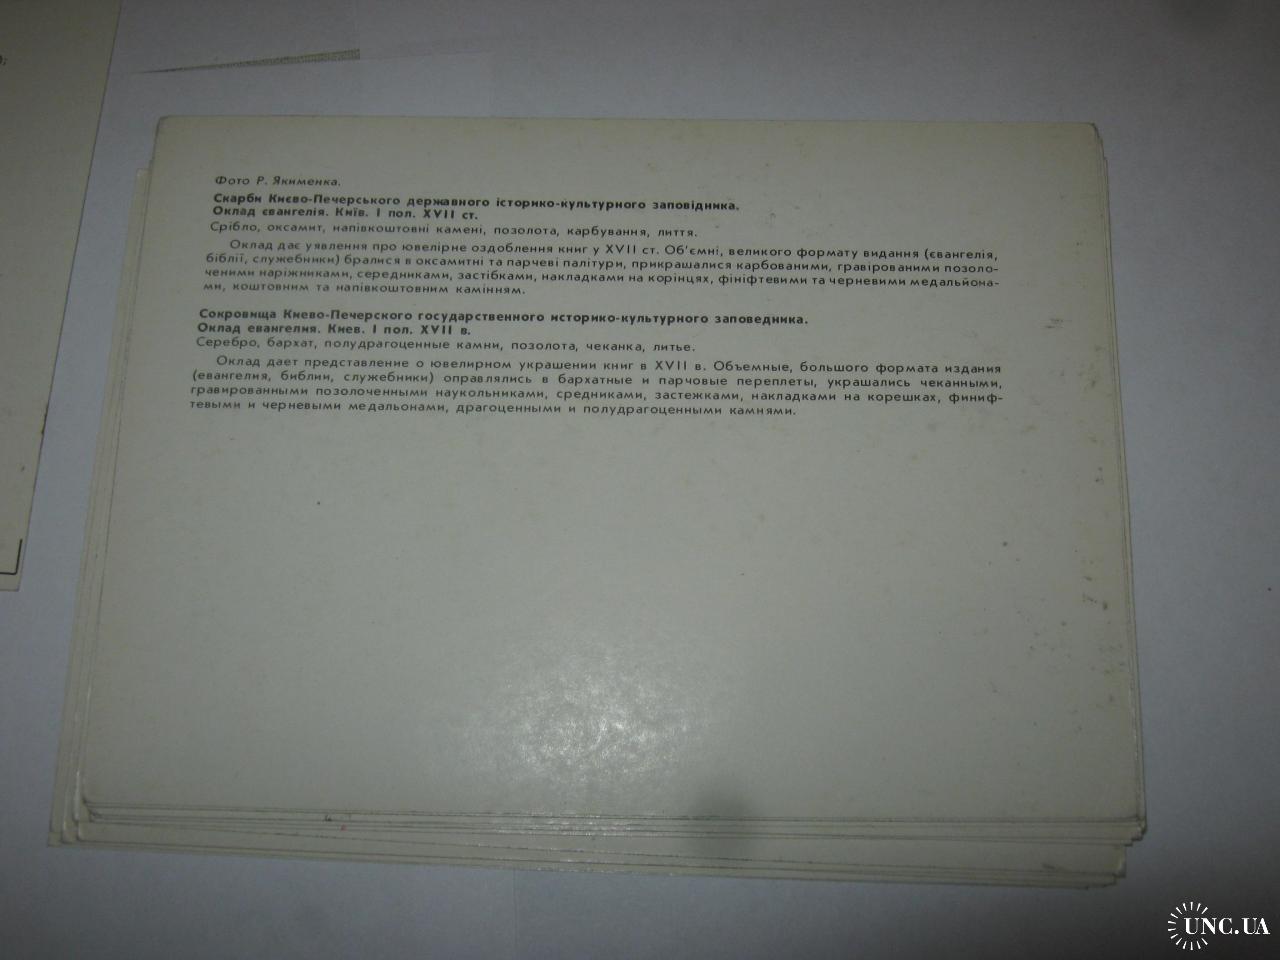 Фото Р. Якименка.
Скарби Києво-Печерського державного історико-культурного заповідника.
Оклад євангелія. Київ. I пол. XVII ст.
Срібло, оксамит, напівкоштовні камені, позолота, карбування, лиття.
Оклад дає уявлення про ювелірне оздоблення книг у XVII ст. Об'ємні, великого формату видання (євангелія,
біблії, служебники) бралися в оксамитні та парчеві палітури, прикрашалися карбованими, гравірованими позоло-
ченими наріжниками, середниками, застібками, накладками на корінцях, фініфтевими та черневими медальйона-
ми, коштовним та напівкоштовним камінням.
Сокровища Киево-Печерского государственного историко-культурного заповедника.
Оклад евангелия. Киев. I пол. XVII в.
Серебро, бархат, полудрагоценные камни, позолота, чеканка, литье.
Оклад дает представление о ювелирном украшении книг в XVII в. Объемные, большого формата издания
(евангелия, библии, служебники) оправлялись в бархатные и парчовые переплеты, украшались чеканными,
гравированными позолоченными наукольниками, средниками, застежками, накладками на корешках, финиф-
тевыми и черневыми медальонами, драгоценными и полудрагоценными камнями.
UNC.UA